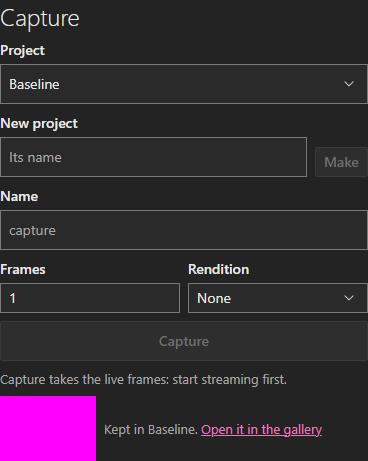 Capture
Project
Baseline
New project
Its name
Make
Name
capture
Frames
Rendition
1
None
Capture
Capture takes the live frames: start streaming first.
Kept in Baseline. Open it in the gallery